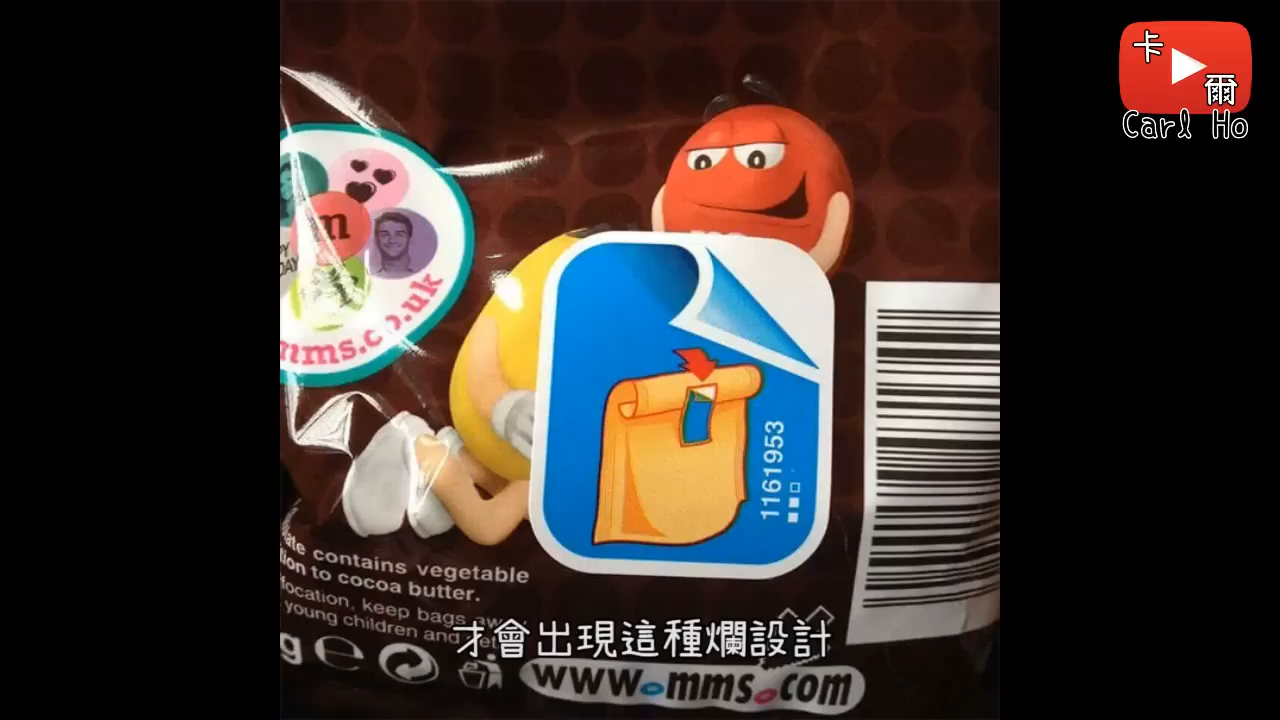 卡
爾
Carl Ho
m
mms.co.uk
1161953
contains vegetable
to cocoa butter.
keep bags
young children and
g e
才會出現這種爛設計
www.mms.com